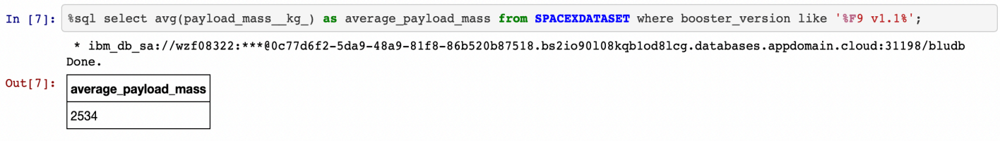 In [7]: %sql select avg(payload_mass__kg_) as average_payload_mass from SPACEXDATASET where booster_version like '%F9 v1.1%';
* ibm_db_sa://wzf08322:***@0c77d6f2-5da9-48a9-81f8-86b520b87518.bs2io90l08kqb1od8lcg.databases.appdomain.cloud:31198/bludb
Done.
Out[7]:
average_payload_mass
2534